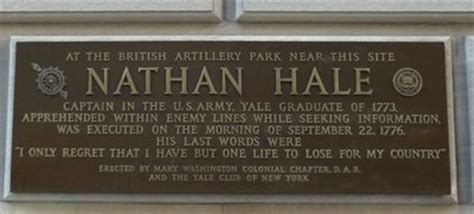 AT THE BRITISH ARTILLERY PARK NEAR THIS SITE
NATHAN HALE
CAPTAIN IN THE U.S. ARMY, YALE GRADUATE OF 1773,
APPREHENDED WITHIN ENEMY LINES WHILE SEEKING INFORMATION,
WAS EXECUTED ON THE MORNING OF SEPTEMBER 22, 1776.
HIS LAST WORDS WERE
"I ONLY REGRET THAT I HAVE BUT ONE LIFE TO LOSE FOR MY COUNTRY"
ERECTED BY MARY WASHINGTON COLONIAL CHAPTER, D.A.R.
AND THE YALE CLUB OF NEW YORK